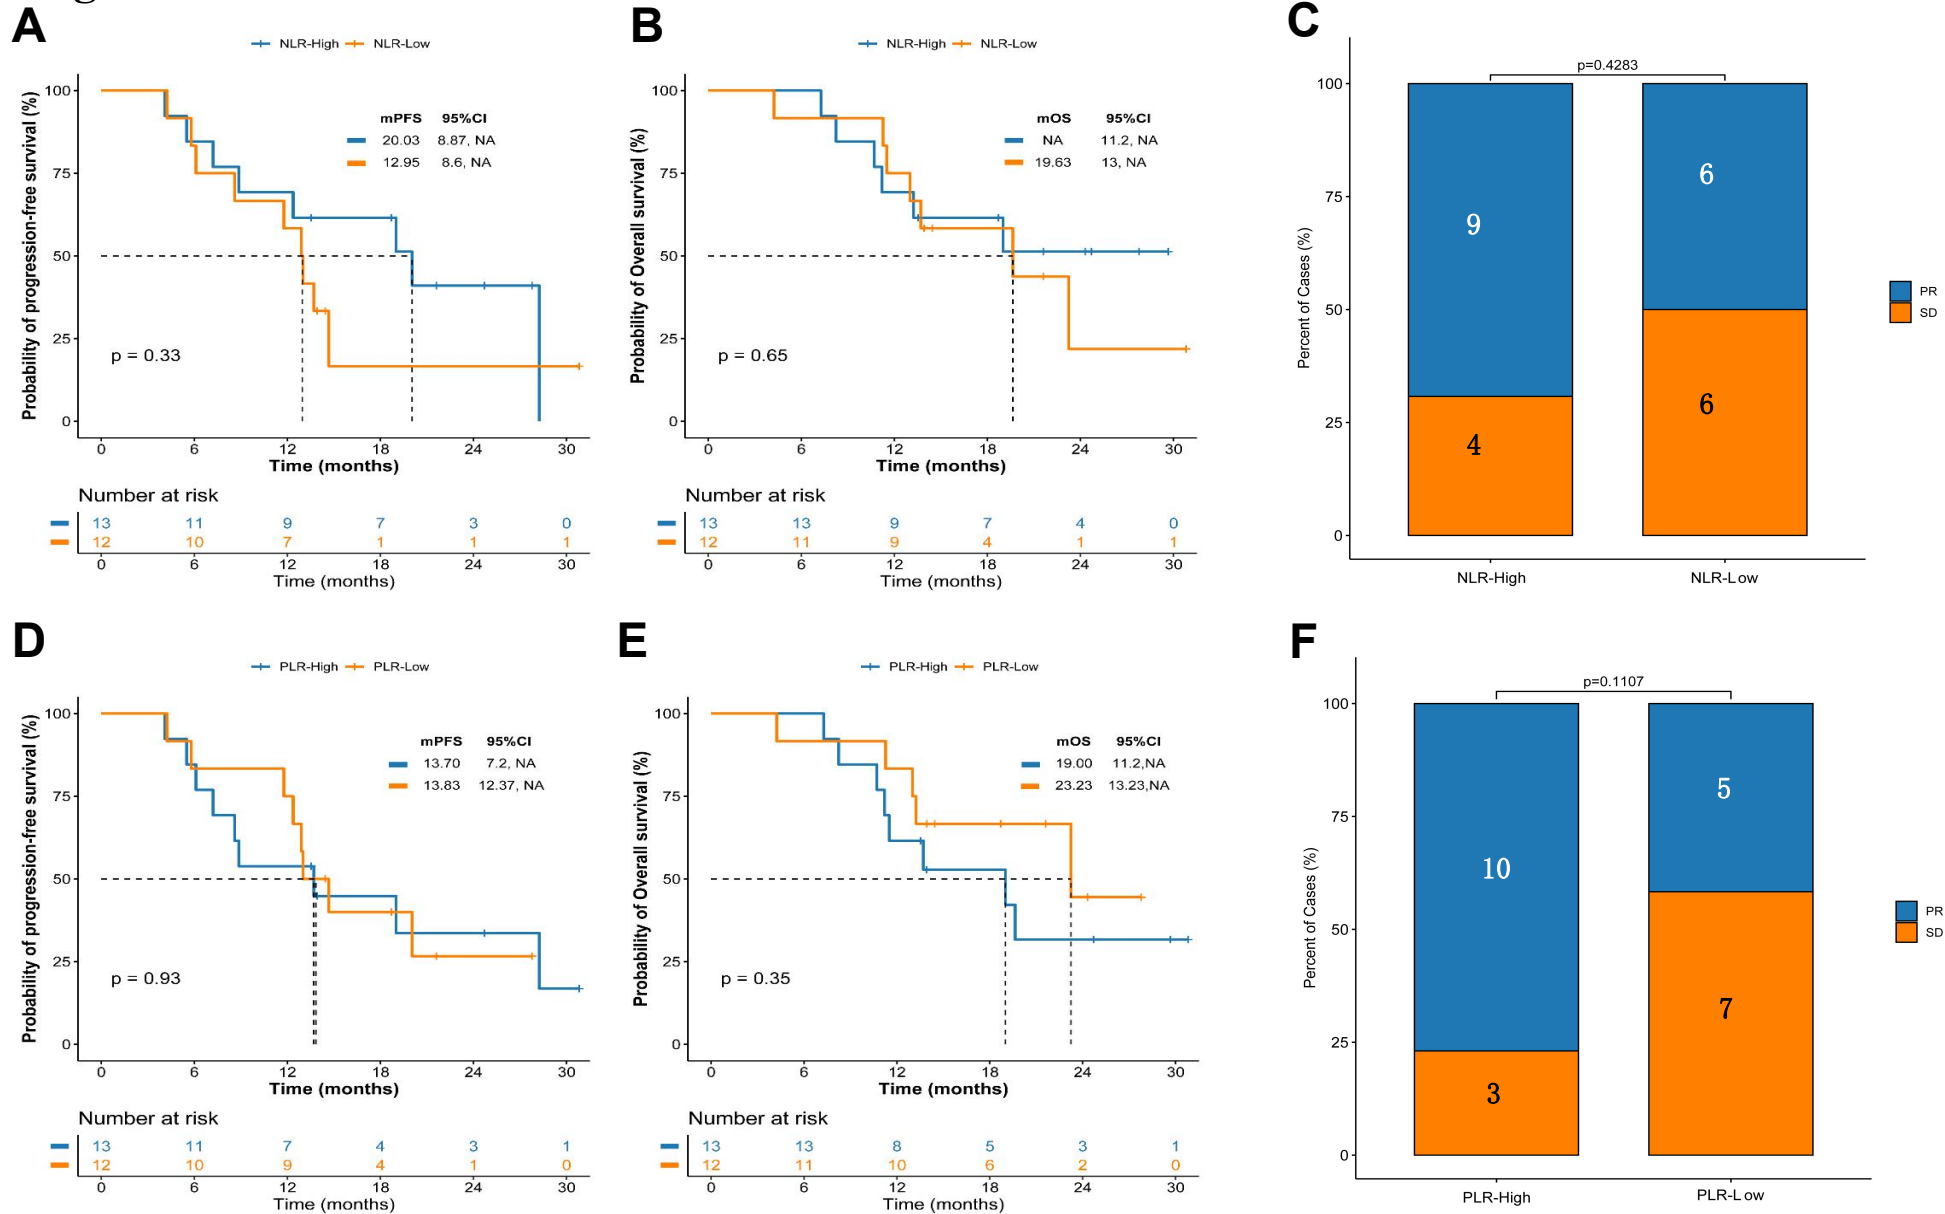 A
NLR-High NLR-Low
Probability of progression-free survival (%)
100
75
50
25
0
mPFS 95%CI
20.03 8.87, NA
12.95 8.6, NA
p = 0.33
0 6 12 18 24 30
Time (months)
Number at risk
13 11 9 7 3 0
12 10 7 1 1 1
0 6 12 18 24 30
Time (months)
B
NLR-High NLR-Low
Probability of Overall survival (%)
100
75
50
25
0
mOS 95%CI
NA 11.2, NA
19.63 13, NA
p = 0.65
0 6 12 18 24 30
Time (months)
Number at risk
13 13 9 7 4 0
12 11 9 4 1 1
0 6 12 18 24 30
Time (months)
C
p=0.4283
Percent of Cases (%)
100
75
50
25
0
9
4
6
6
NLR-High NLR-Low
PR
SD
D
PLR-High PLR-Low
Probability of progression-free survival (%)
100
75
50
25
0
mPFS 95%CI
13.70 7.2, NA
13.83 12.37, NA
p = 0.93
0 6 12 18 24 30
Time (months)
Number at risk
13 11 7 4 3 1
12 10 9 4 1 0
0 6 12 18 24 30
Time (months)
E
PLR-High PLR-Low
Probability of Overall survival (%)
100
75
50
25
0
mOS 95%CI
19.00 11.2,NA
23.23 13.23,NA
p = 0.35
0 6 12 18 24 30
Time (months)
Number at risk
13 13 8 5 3 1
12 11 10 6 2 0
0 6 12 18 24 30
Time (months)
F
p=0.1107
Percent of Cases (%)
100
75
50
25
0
10
3
5
7
PLR-High PLR-Low
PR
SD